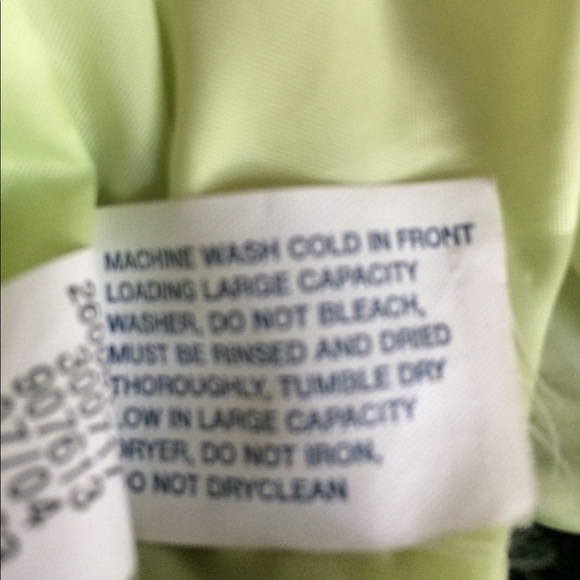 MACHINE WASH COLD IN FRONT
LOADING LARGE CAPACITY
WASHER, DO NOT BLEACH,
MUST BE RINSED AND DRIED
THOROUGHLY, TUMBLE DRY
LOW IN LARGE CAPACITY
DRYER, DO NOT IRON,
DO NOT DRYCLEAN
907613